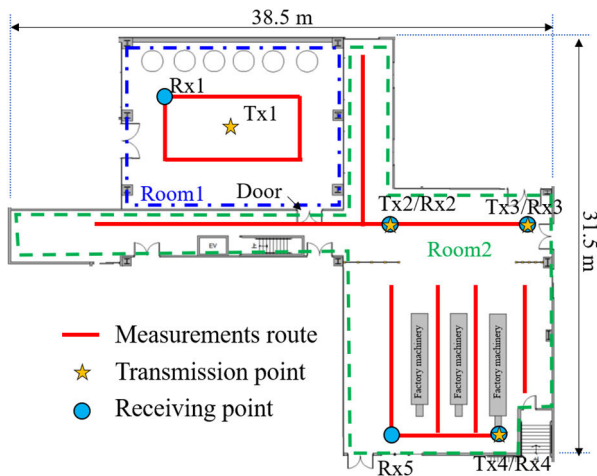 38.5 m
Rx1
Tx1
Room1
Door
Tx2/Rx2
Tx3/Rx3
31.5 m
EV
Room2
Measurements route
Transmission point
Receiving point
Factory machinery
Factory machinery
Factory machinery
Tx4/Rx4
Rx5